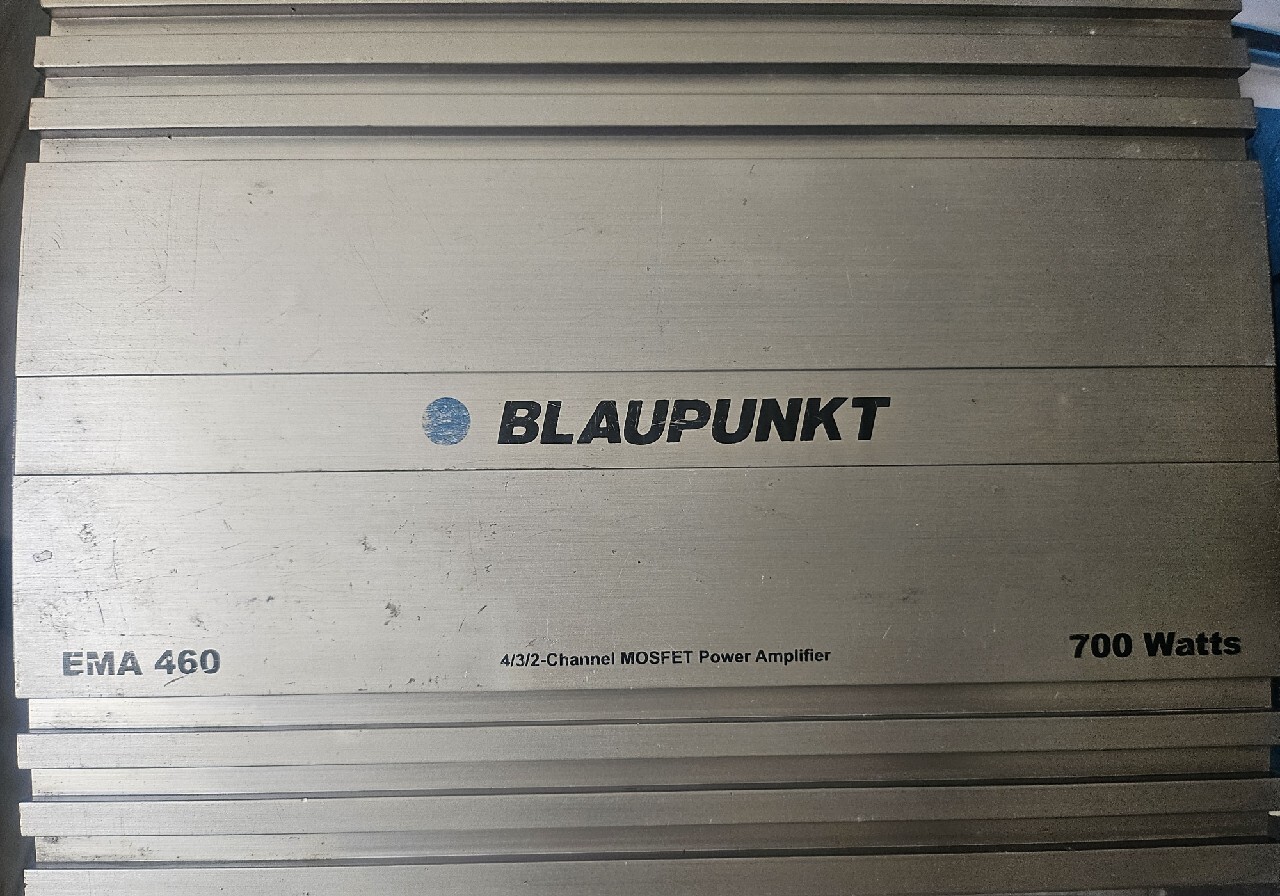 BLAUPUNKT
EMA 460
4/3/2-Channel MOSFET Power Amplifier
700 Watts